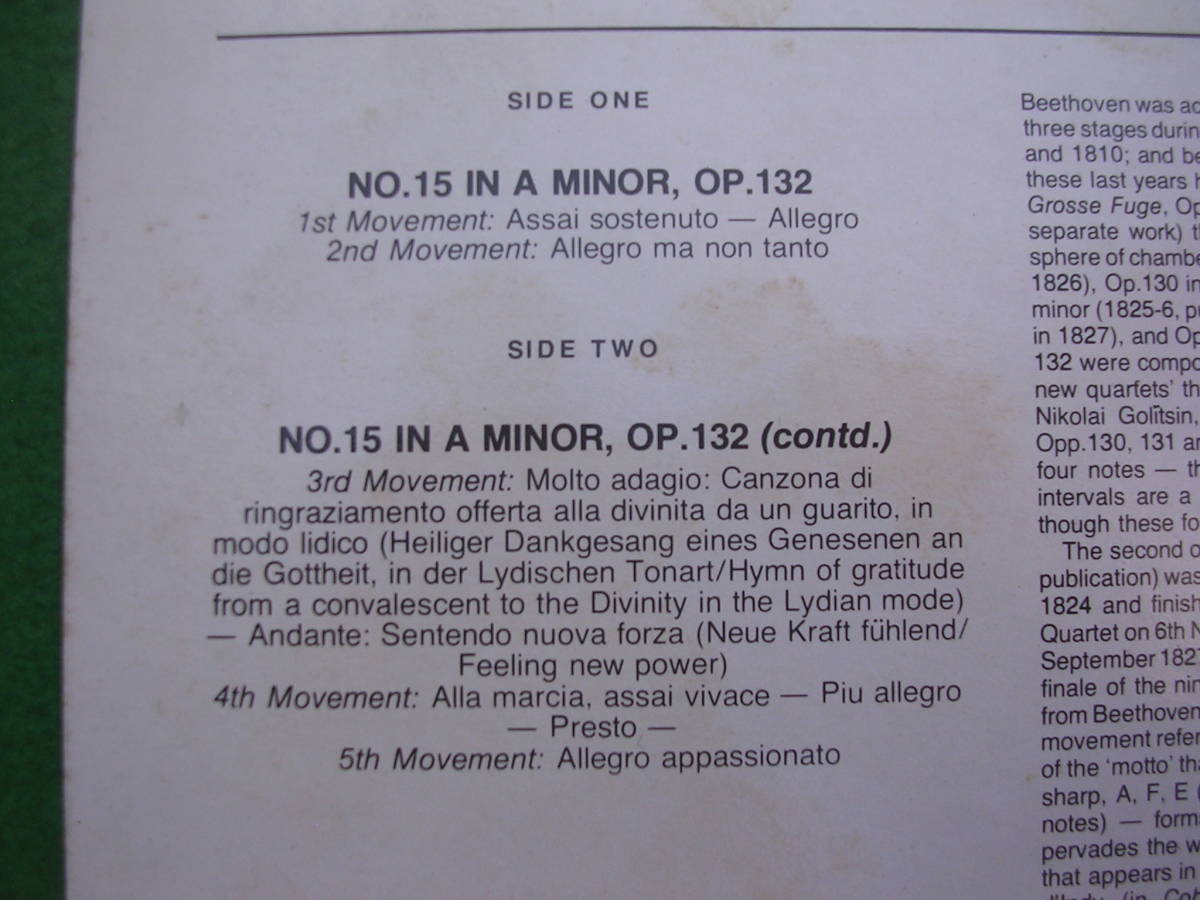 SIDE ONE
NO.15 IN A MINOR, OP.132
1st Movement: Assai sostenuto — Allegro
2nd Movement: Allegro ma non tanto
SIDE TWO
NO.15 IN A MINOR, OP.132 (contd.)
3rd Movement: Molto adagio: Canzona di
ringraziamento offerta alla divinita da un guarito, in
modo lidico (Heiliger Dankgesang eines Genesenen an
die Gottheit, in der Lydischen Tonart/Hymn of gratitude
from a convalescent to the Divinity in the Lydian mode)
— Andante: Sentendo nuova forza (Neue Kraft fühlend/
Feeling new power)
4th Movement: Alla marcia, assai vivace — Piu allegro
— Presto —
5th Movement: Allegro appassionato
Beethoven was
three stages
and 1810; and
these last years
Grosse Fuge,
separate work)
sphere of
1826), Op.130
minor (1825-6,
in 1827), and
132 were
new quartets'
Nikolai Golĭtsin,
Opp.130, 131
four notes —
intervals are a
though these
The second
publication) was
1824 and
Quartet on 6th
September
finale of the
from Beethoven
movement
of the 'motto'
sharp, A, F, E
notes) —
pervades the
that appears in
(in